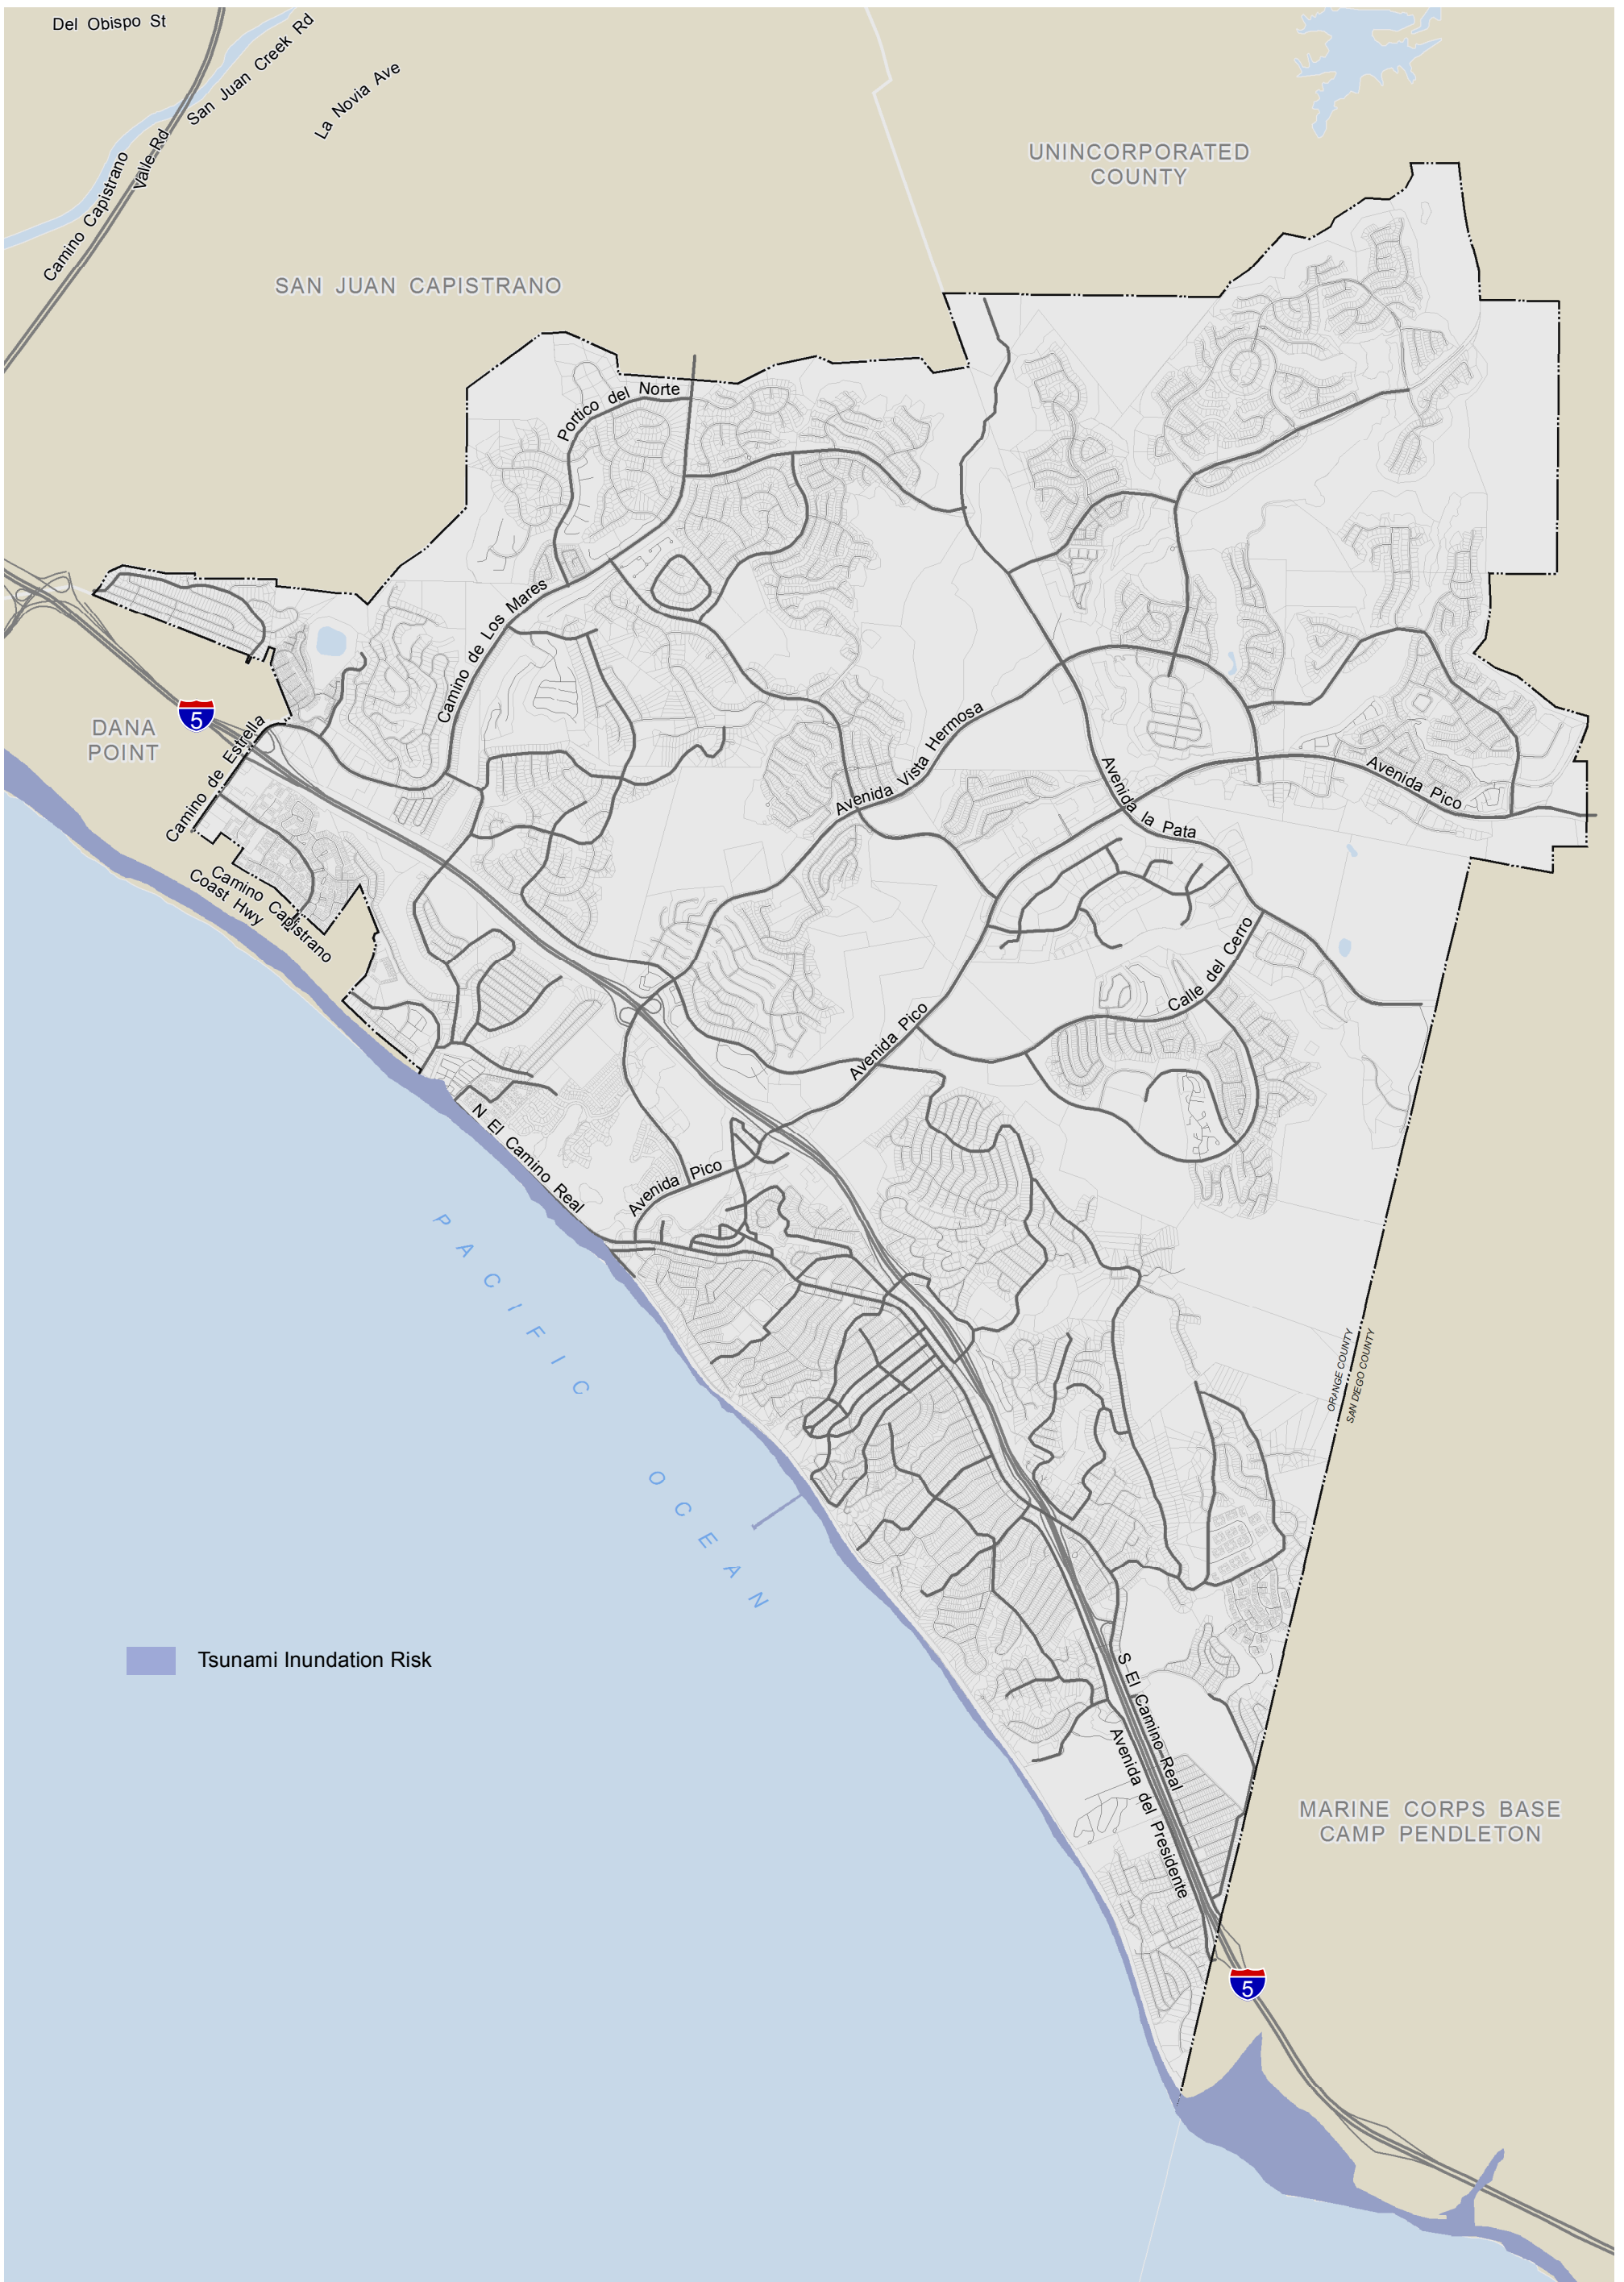 Del Obispo St
San Juan Creek Rd
La Novia Ave
Camino Capistrano
Valle Rd
UNINCORPORATED
COUNTY
SAN JUAN CAPISTRANO
Portico del Norte
Camino de Los Mares
5
DANA
POINT
Camino de Estrella
Avenida Vista Hermosa
Avenida la Pata
Avenida Pico
Camino Capistrano
Coast Hwy
Calle del Cerro
Avenida Pico
N El Camino Real
Avenida Pico
PACIFIC
OCEAN
ORANGE COUNTY
SAN DIEGO COUNTY
Tsunami Inundation Risk
S El Camino Real
Avenida del Presidente
MARINE CORPS BASE
CAMP PENDLETON
5